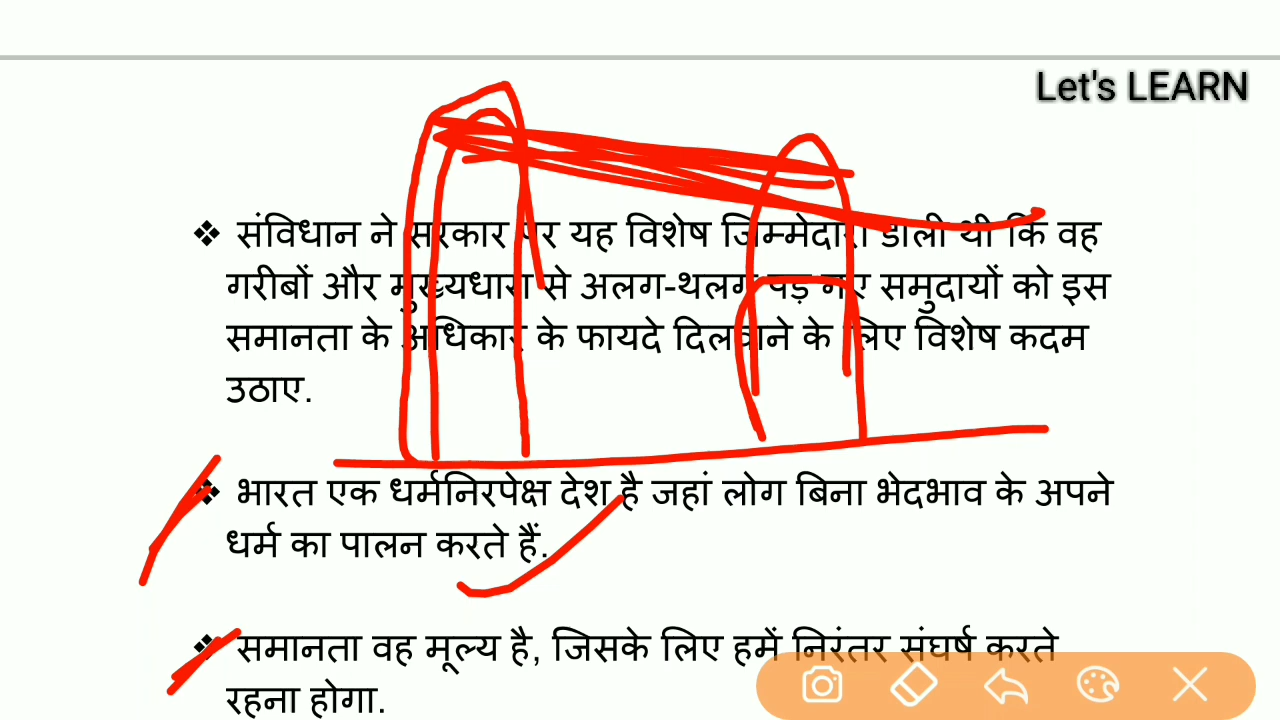 Let's LEARN
❖ संविधान ने सरकार पर यह विशेष जिम्मेदारी डाली थी कि वह
गरीबों और मुख्यधारा से अलग-थलग पड़ गए समुदायों को इस
समानता के अधिकार के फायदे दिलवाने के लिए विशेष कदम
उठाए.
❖ भारत एक धर्मनिरपेक्ष देश है जहां लोग बिना भेदभाव के अपने
धर्म का पालन करते हैं.
❖ समानता वह मूल्य है, जिसके लिए हमें निरंतर संघर्ष करते
रहना होगा.